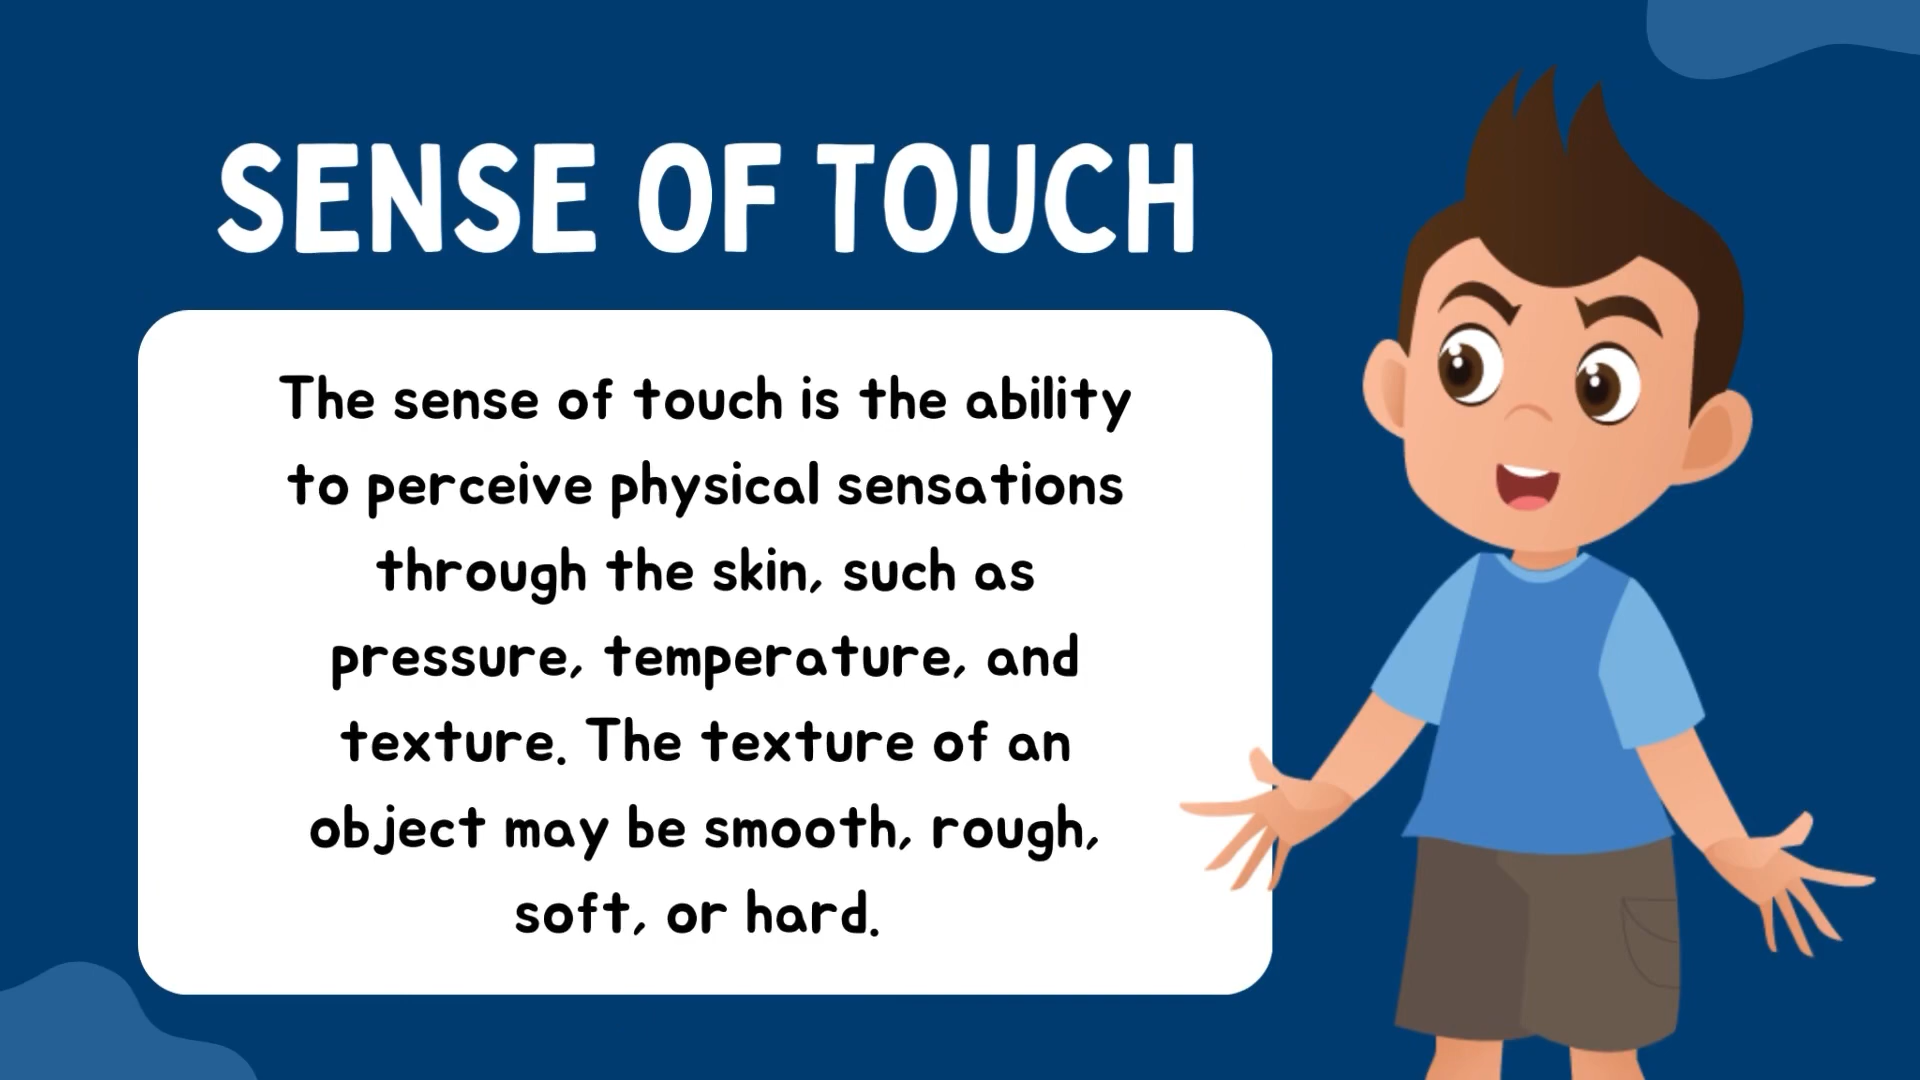 SENSE OF TOUCH
The sense of touch is the ability
to perceive physical sensations
through the skin, such as
pressure, temperature, and
texture. The texture of an
object may be smooth, rough,
soft, or hard.